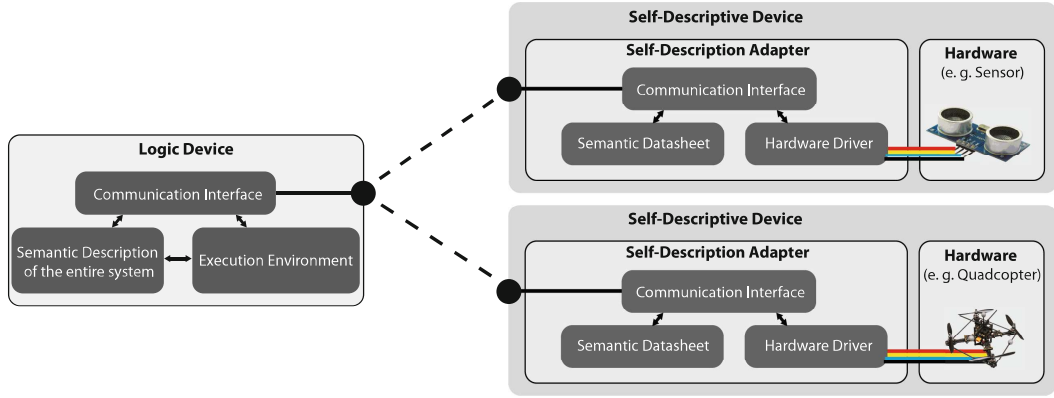 Logic Device
Communication Interface
Semantic Description
of the entire system
Execution Environment
Self-Descriptive Device
Self-Description Adapter
Communication Interface
Semantic Datasheet
Hardware Driver
Hardware
(e. g. Sensor)
Self-Descriptive Device
Self-Description Adapter
Communication Interface
Semantic Datasheet
Hardware Driver
Hardware
(e. g. Quadcopter)